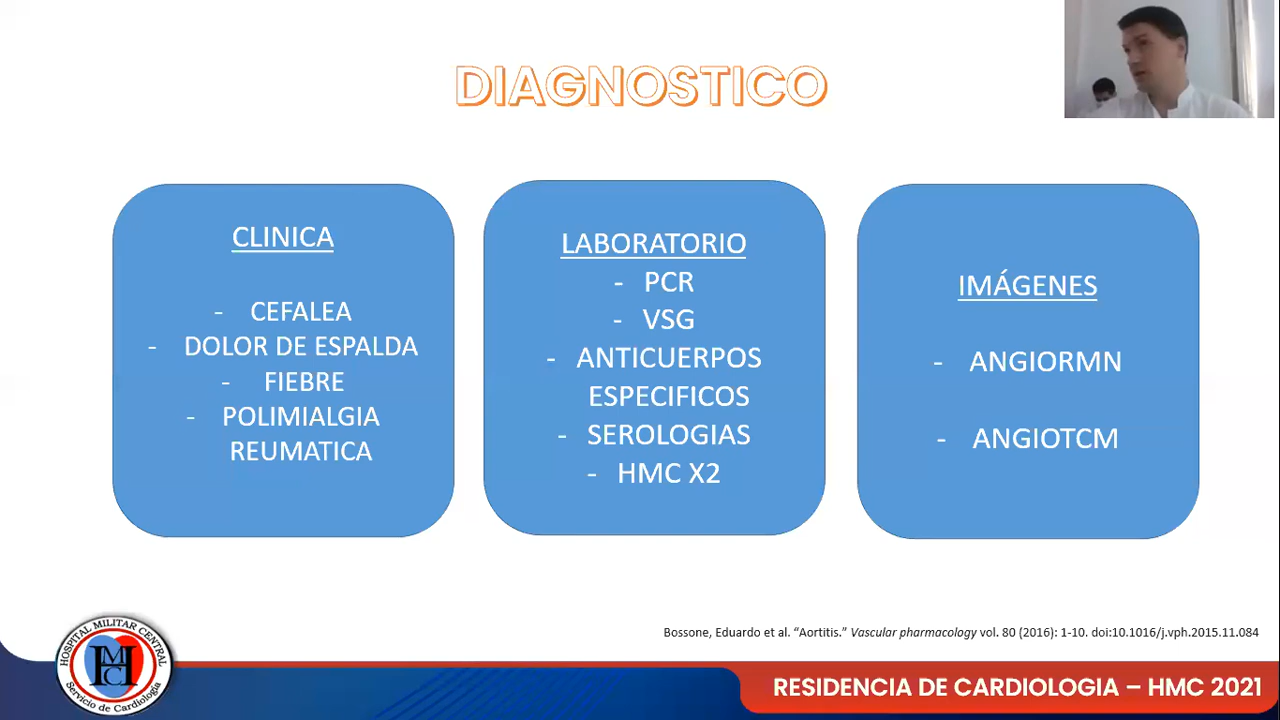 DIAGNOSTICO
CLINICA
- CEFALEA
- DOLOR DE ESPALDA
- FIEBRE
- POLIMIALGIA
REUMATICA
LABORATORIO
- PCR
- VSG
- ANTICUERPOS
ESPECIFICOS
- SEROLOGIAS
- HMC X2
IMÁGENES
- ANGIORMN
- ANGIOTCM
Bossone, Eduardo et al. “Aortitis.” Vascular pharmacology vol. 80 (2016): 1-10. doi:10.1016/j.vph.2015.11.084
HOSPITAL MILITAR CENTRAL
HMC
Servicio de Cardiología
RESIDENCIA DE CARDIOLOGIA – HMC 2021